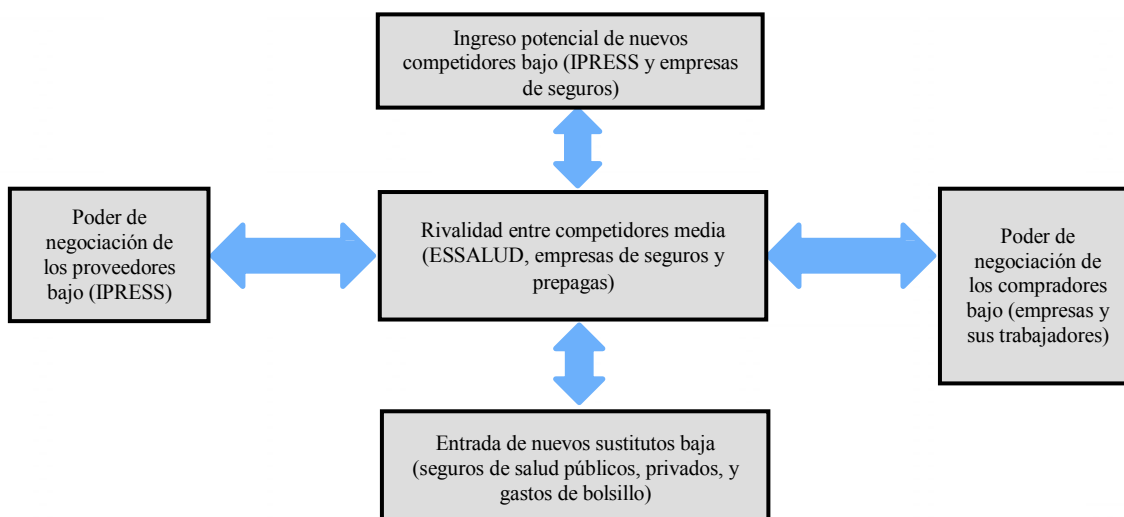 Ingreso potencial de nuevos
competidores bajo (IPRESS y empresas
de seguros)
Poder de
negociación de
los proveedores
bajo (IPRESS)
Rivalidad entre competidores media
(ESSALUD, empresas de seguros y
prepagas)
Poder de
negociación de
los compradores
bajo (empresas y
sus trabajadores)
Entrada de nuevos sustitutos baja
(seguros de salud públicos, privados, y
gastos de bolsillo)